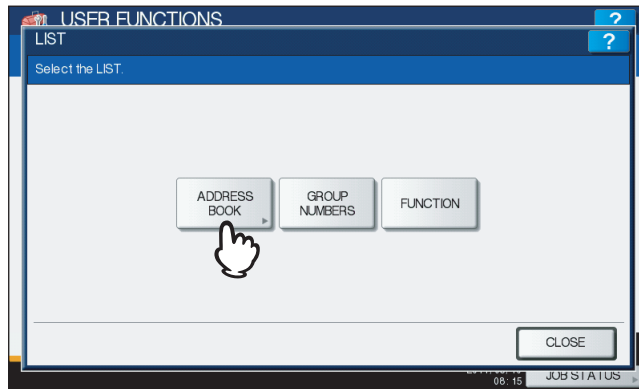 USER FUNCTIONS
?
LIST
?
Select the LIST.
ADDRESS
BOOK
GROUP
NUMBERS
FUNCTION
CLOSE
08:15
JOB STATUS